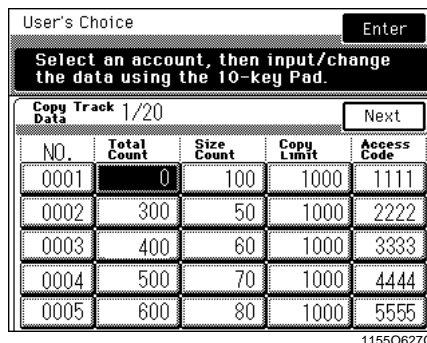 User's Choice
Enter
Select an account, then input/change
the data using the 10-key Pad.
Copy Track
Data
1/20
Next
NO. Total Count Size Count Copy Limit Access Code
0001 0 100 1000 1111
0002 300 50 1000 2222
0003 400 60 1000 3333
0004 500 70 1000 4444
0005 600 80 1000 5555
1155O627C